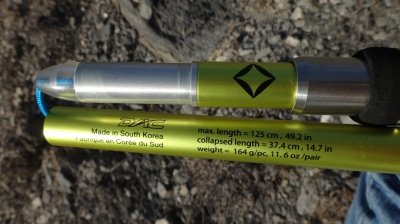 DAC
Made in South Korea
Fabriqué en Corée du Sud
max. length = 125 cm , 49.2 in
collapsed length = 37.4 cm , 14.7 in
weight = 164 g/pc, 11. 6 oz /pair